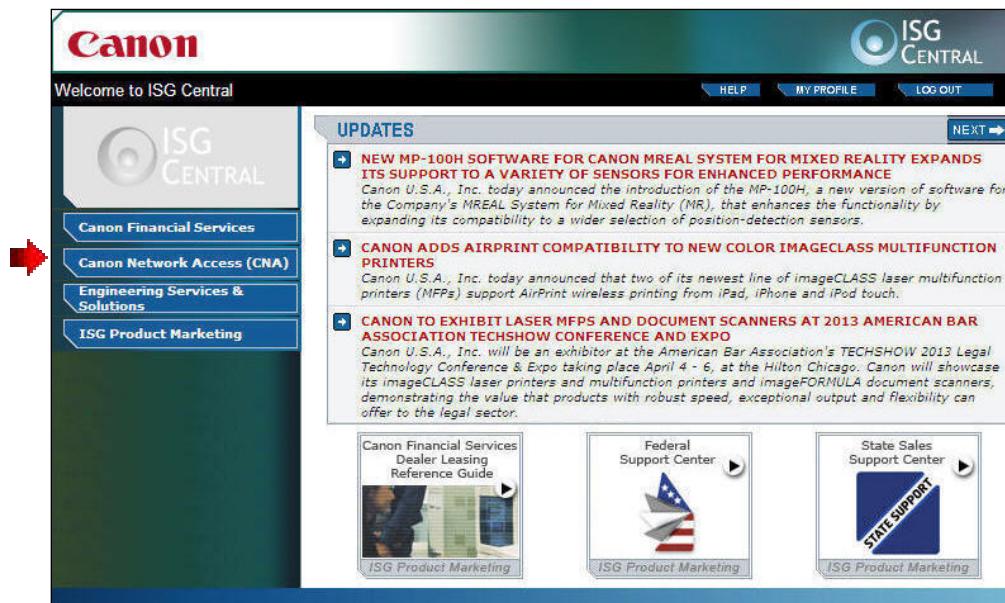 Canon
ISG
CENTRAL
Welcome to ISG Central
HELP
MY PROFILE
LOG OUT
ISG
CENTRAL
Canon Financial Services
Canon Network Access (CNA)
Engineering Services &
Solutions
ISG Product Marketing
UPDATES
NEXT
NEW MP-100H SOFTWARE FOR CANON MREAL SYSTEM FOR MIXED REALITY EXPANDS
ITS SUPPORT TO A VARIETY OF SENSORS FOR ENHANCED PERFORMANCE
Canon U.S.A., Inc. today announced the introduction of the MP-100H, a new version of software for
the Company's MREAL System for Mixed Reality (MR), that enhances the functionality by
expanding its compatibility to a wider selection of position-detection sensors.
CANON ADDS AIRPRINT COMPATIBILITY TO NEW COLOR IMAGECLASS MULTIFUNCTION
PRINTERS
Canon U.S.A., Inc. today announced that two of its newest line of imageCLASS laser multifunction
printers (MFPs) support AirPrint wireless printing from iPad, iPhone and iPod touch.
CANON TO EXHIBIT LASER MFPS AND DOCUMENT SCANNERS AT 2013 AMERICAN BAR
ASSOCIATION TECHSHOW CONFERENCE AND EXPO
Canon U.S.A., Inc. will be an exhibitor at the American Bar Association's TECHSHOW 2013 Legal
Technology Conference & Expo taking place April 4 - 6, at the Hilton Chicago. Canon will showcase
its imageCLASS laser printers and multifunction printers and imageFORMULA document scanners,
demonstrating the value that products with robust speed, exceptional output and flexibility can
offer to the legal sector.
Canon Financial Services
Dealer Leasing
Reference Guide
ISG Product Marketing
Federal
Support Center
ISG Product Marketing
State Sales
Support Center
STATE SUPPORT
ISG Product Marketing